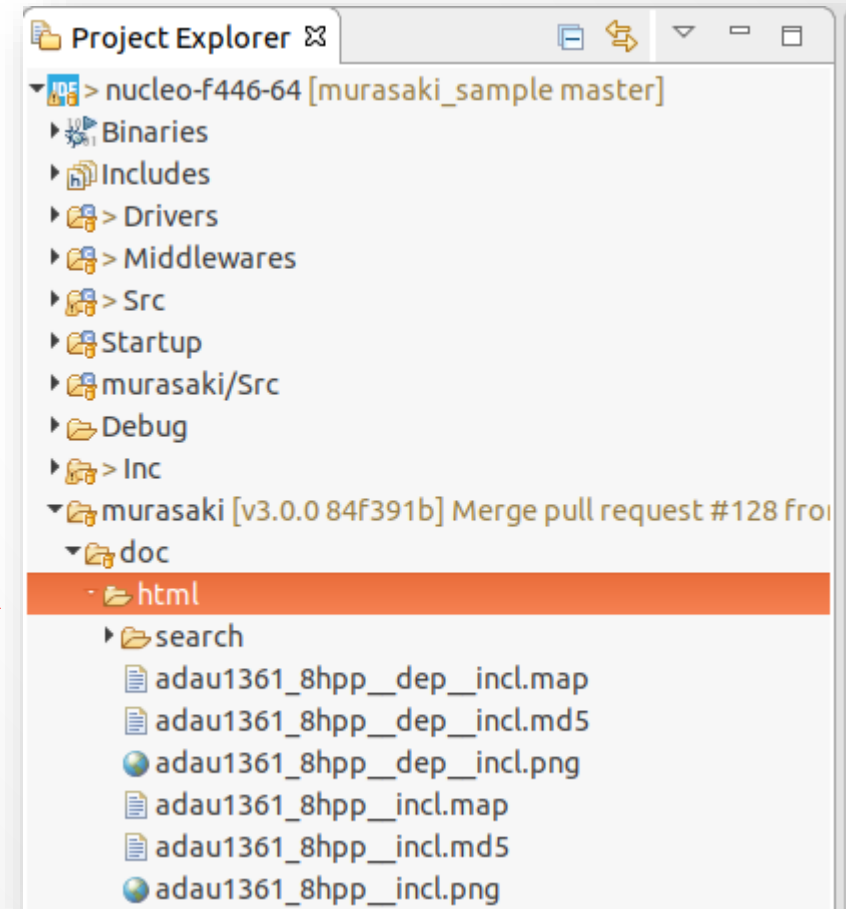 Project Explorer
> nucleo-f446-64 [murasaki_sample master]
Binaries
Includes
> Drivers
> Middlewares
> Src
Startup
murasaki/Src
Debug
> Inc
murasaki [v3.0.0 84f391b] Merge pull request #128 from
doc
html
search
adau1361_8hpp__dep__incl.map
adau1361_8hpp__dep__incl.md5
adau1361_8hpp__dep__incl.png
adau1361_8hpp__incl.map
adau1361_8hpp__incl.md5
adau1361_8hpp__incl.png